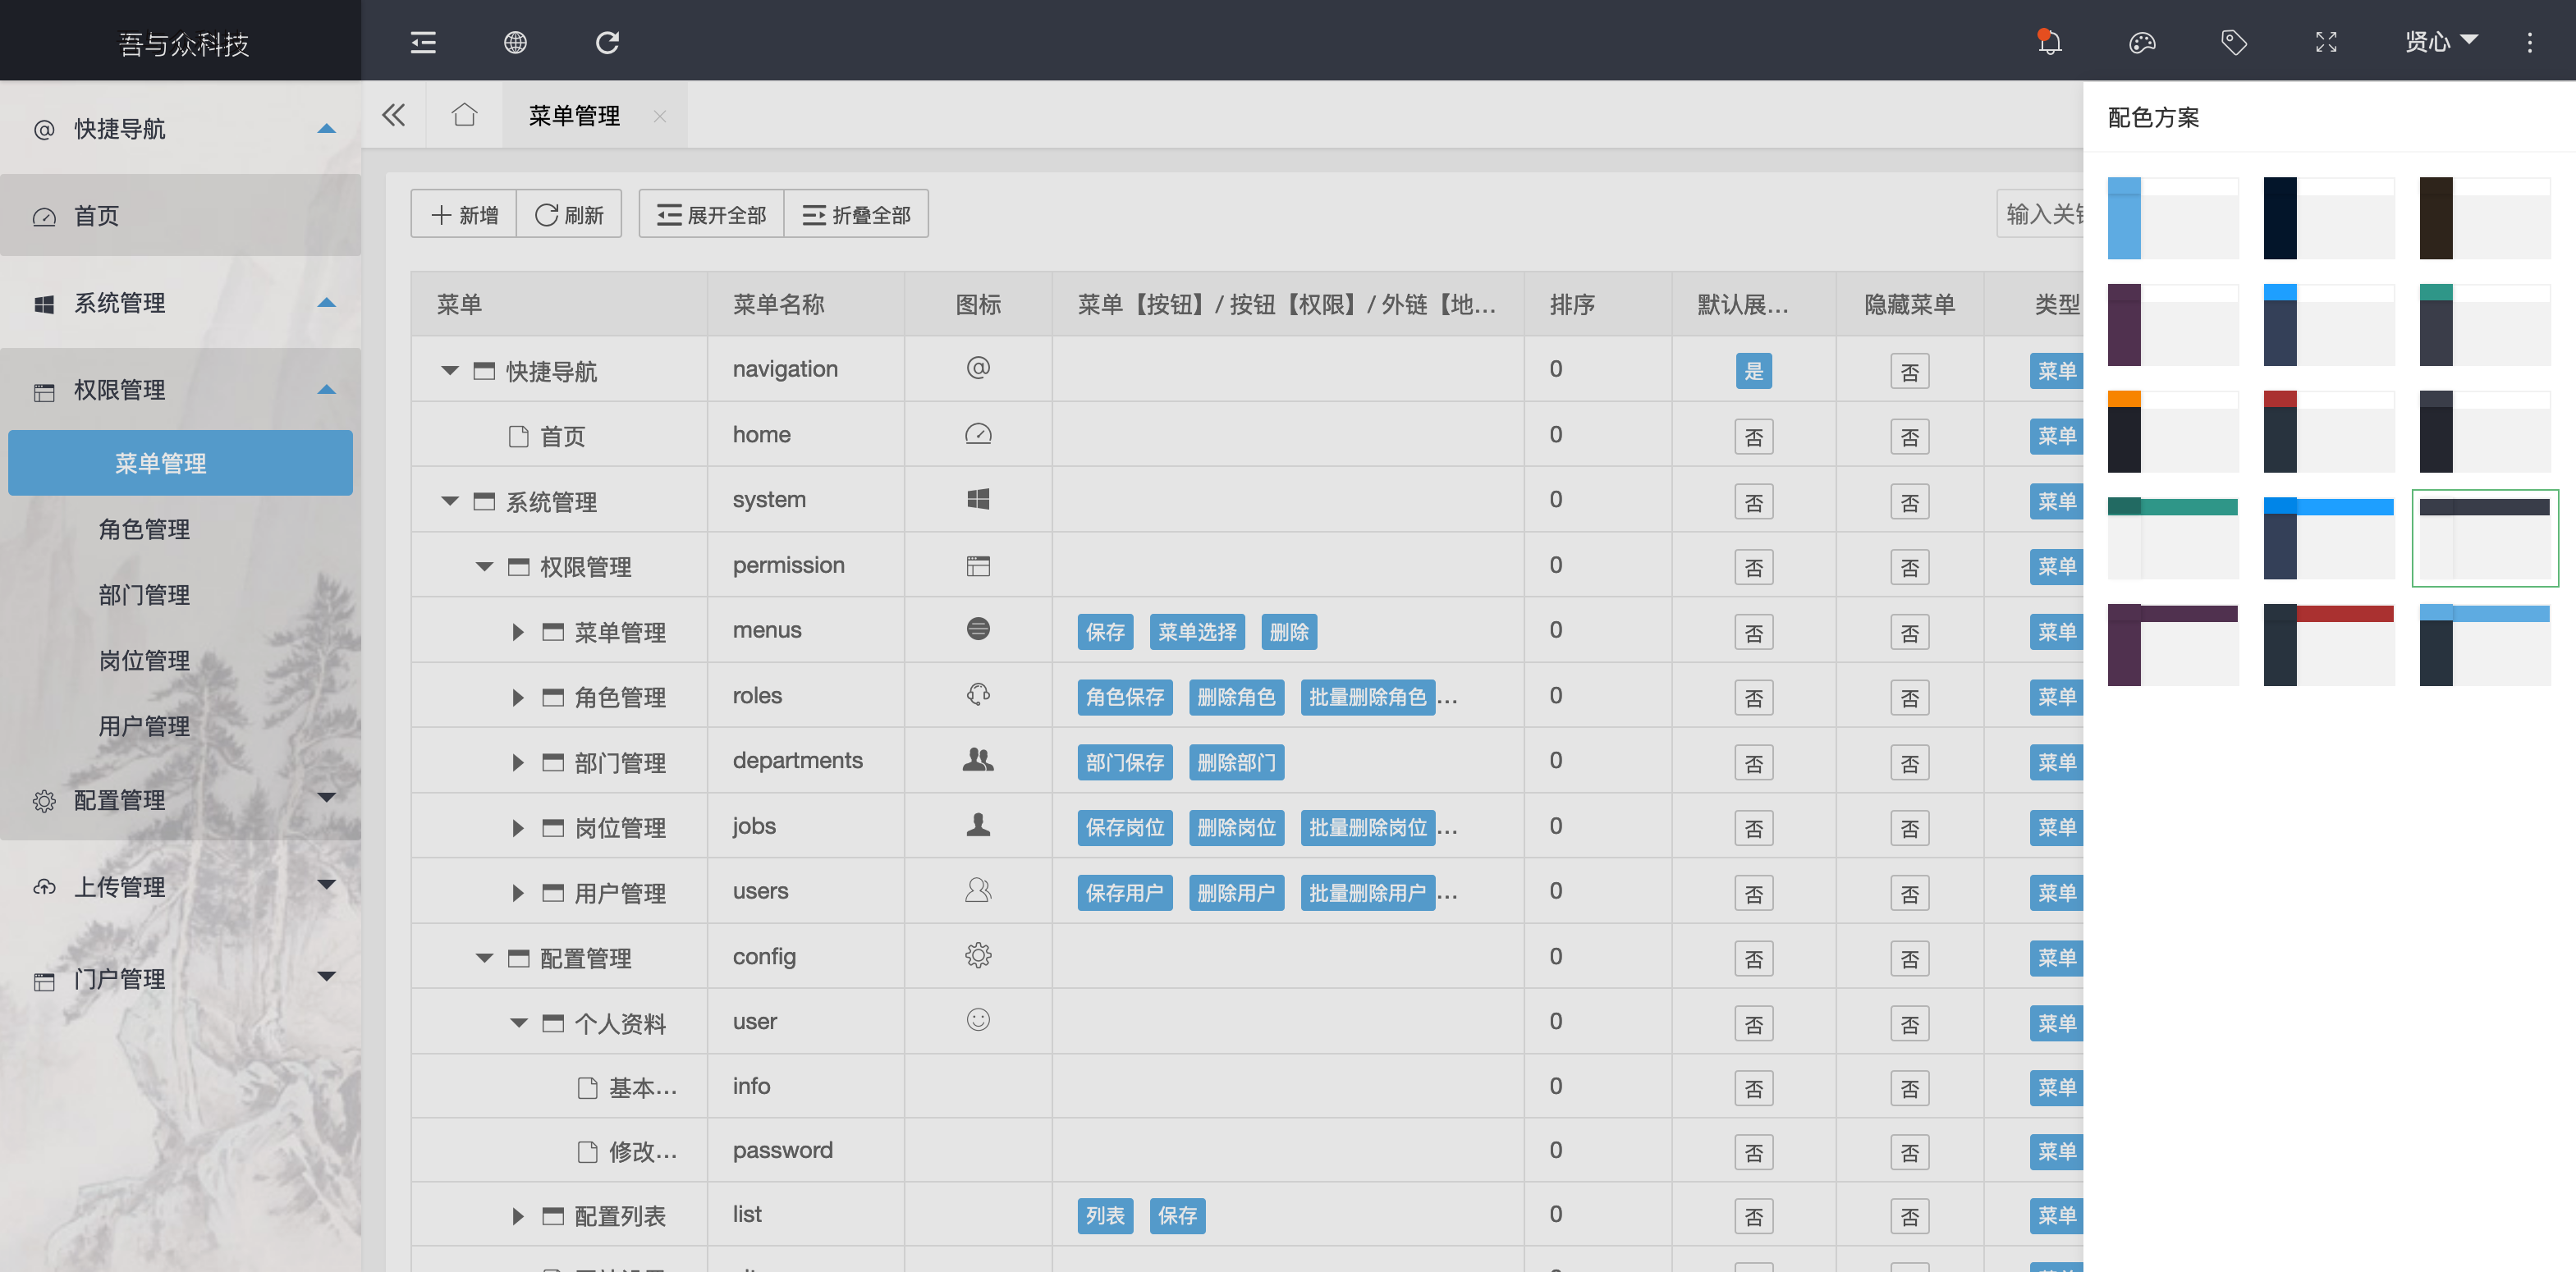 吾与众科技
贤心
快捷导航
首页
系统管理
权限管理
菜单管理
角色管理
部门管理
岗位管理
用户管理
配置管理
上传管理
门户管理
菜单管理
新增 刷新 展开全部 折叠全部
输入关
菜单 菜单名称 图标 菜单【按钮】/ 按钮【权限】/ 外链【地... 排序 默认展... 隐藏菜单 类型
快捷导航 navigation 0 是 否 菜单
首页 home 0 否 否 菜单
系统管理 system 0 否 否 菜单
权限管理 permission 0 否 否 菜单
菜单管理 menus 保存 菜单选择 删除 0 否 否 菜单
角色管理 roles 角色保存 删除角色 批量删除角色... 0 否 否 菜单
部门管理 departments 部门保存 删除部门 0 否 否 菜单
岗位管理 jobs 保存岗位 删除岗位 批量删除岗位... 0 否 否 菜单
用户管理 users 保存用户 删除用户 批量删除用户... 0 否 否 菜单
配置管理 config 0 否 否 菜单
个人资料 user 0 否 否 菜单
基本... info 0 否 否 菜单
修改... password 0 否 否 菜单
配置列表 list 列表 保存 0 否 否 菜单
配色方案